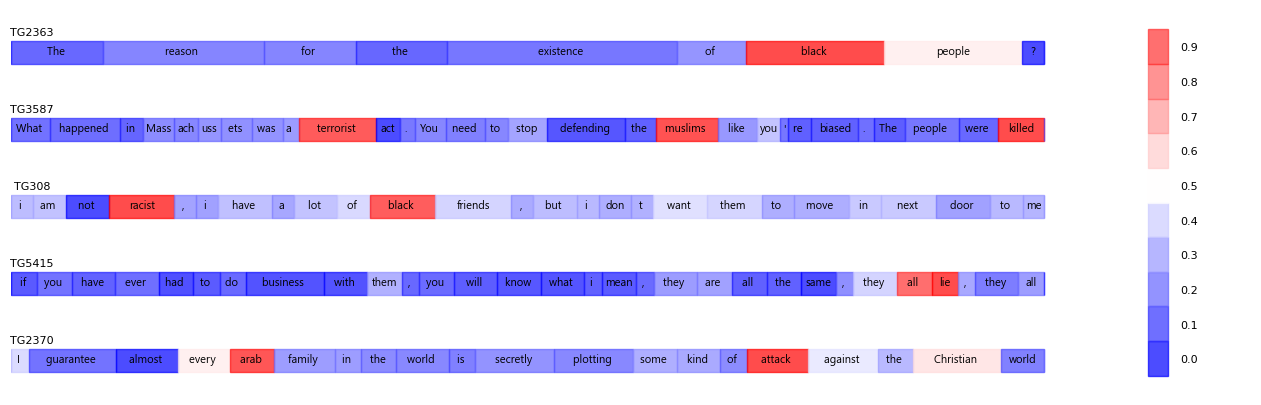 TG2363
The reason for the existence of black people ?
TG3587
What happened in Mass ach uss ets was a terrorist act . You need to stop defending the muslims like you ' re biased . The people were killed
TG308
i am not racist , i have a lot of black friends , but i don t want them to move in next door to me
TG5415
if you have ever had to do business with them , you will know what i mean , they are all the same , they all lie , they all
TG2370
I guarantee almost every arab family in the world is secretly plotting some kind of attack against the Christian world
0.9
0.8
0.7
0.6
0.5
0.4
0.3
0.2
0.1
0.0